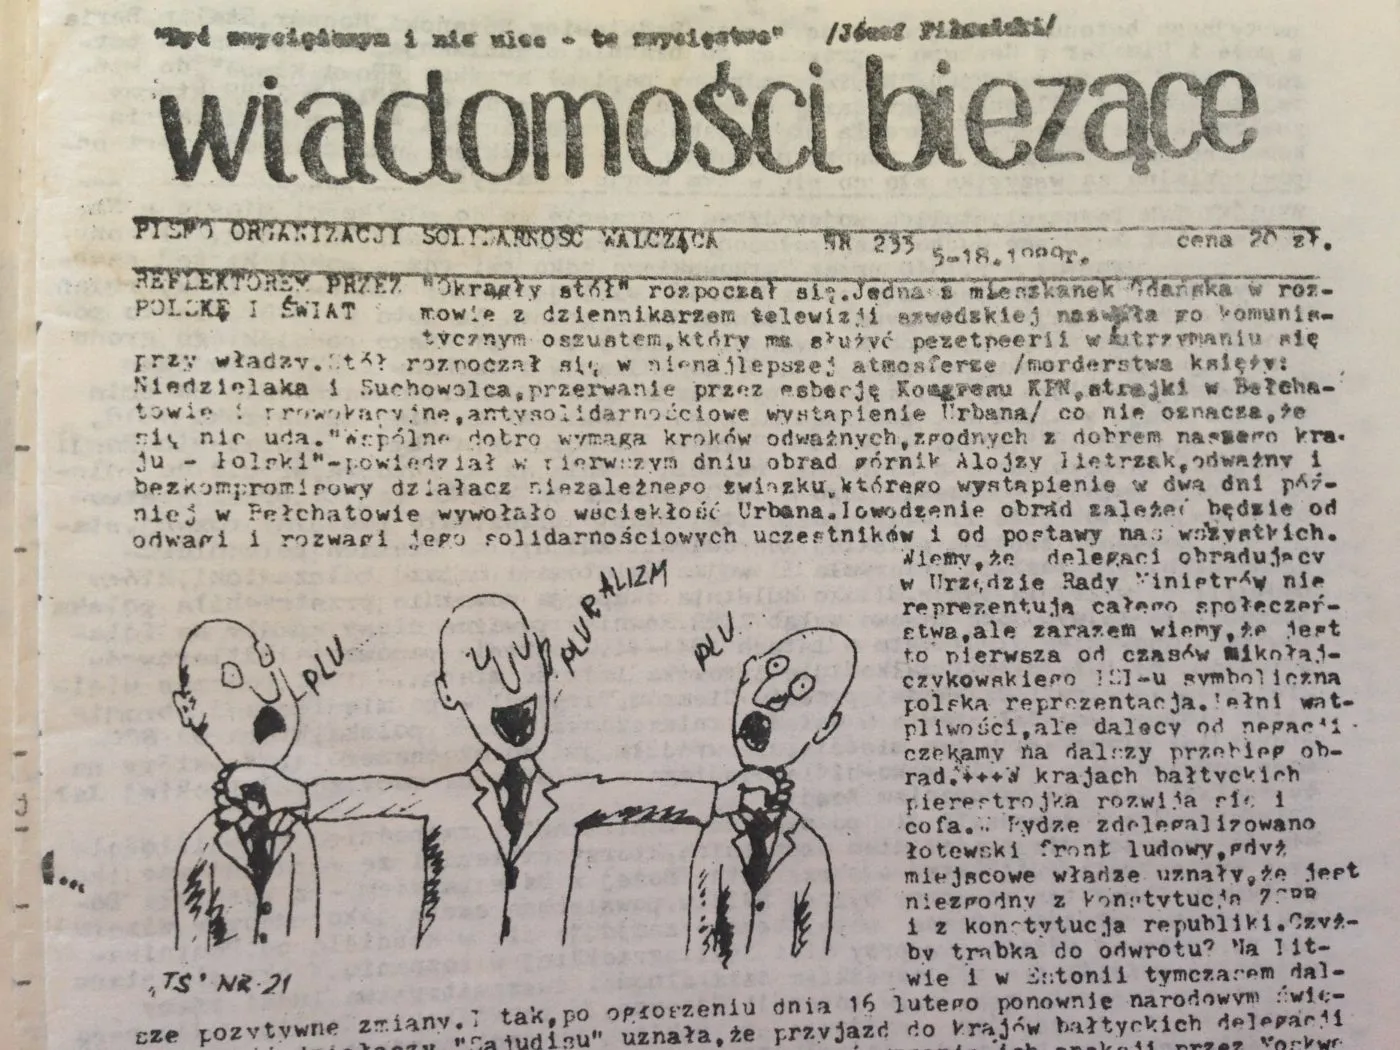 "Być zwyciężonym i nie ulec - to zwycięstwo" /Józef Piłsudski/
wiadomości bieżące
PISMO ORGANIZACJI SOLIDARNOŚĆ WALCZĄCA NR 233 5-18. cena 20 zł.
REFLEKTOREM PRZEZ "Okrągły stół" rozpoczął się.Jedna z mieszkanek Gdańska w roz-
POLSKĘ I ŚWIAT mowie z dziennikarzem telewizji szwedzkiej nazwała go komunis-
tycznym oszustem,który ma służyć pezetpeerii w utrzymaniu się
przy władzy.Stół rozpoczął się w nienajlepszej atmosferze /morderstwa księży:
Niedzielaka i Suchowolca,przerwanie przez esbecję Kongresu KPN,strajki w Bełcha-
towie i prowokacyjne,antysolidarnościowe wystąpienie Urbana/ co nie oznacza,że
się nie uda."Wspólne dobro wymaga kroków odważnych,zgodnych z dobrem naszego kra-
ju - Polski"-powiedział w pierwszym dniu obrad górnik Alojzy Pietrzak,odważny i
bezkompromisowy działacz niezależnego związku,którego wystąpienie w dwa dni póź-
niej w Bełchatowie wywołało wściekłość Urbana.Powodzenie obrad zależeć będzie od
odwagi i rozwagi jego solidarnościowych uczestników i od postawy nas wszystkich.
Wiemy,że delegaci obradujący
w Urzędzie Rady Ministrów nie
reprezentują całego społeczeń-
stwa,ale zarazem wiemy,że jest
to pierwsza od czasów mikołaj-
czykowskiego PSL-u symboliczna
polska reprezentacja.Pełni wąt-
pliwości,ale dalecy od negacji
czekamy na dalszy przebieg ob-
rad.+++W krajach bałtyckich
pierestrojka rozwija się i
cofa.W Rydze zdelegalizowano
łotewski front ludowy,gdyż
miejscowe władze uznały,że jest
niezgodny z konstytucją ZSRR
i z konstytucją republiki.Czyż-
by trąbka do odwrotu? Na Lit-
wie i w Estonii tymczasem dal-
PLU
PLURALIZM
PLU
"TS" NR 21
sze pozytywne zmiany.I tak,po ogłoszeniu dnia 16 lutego ponownie narodowym świę-
działaczy "Sajudisu" uznała,że przyjazd do krajów bałtyckich delegacji